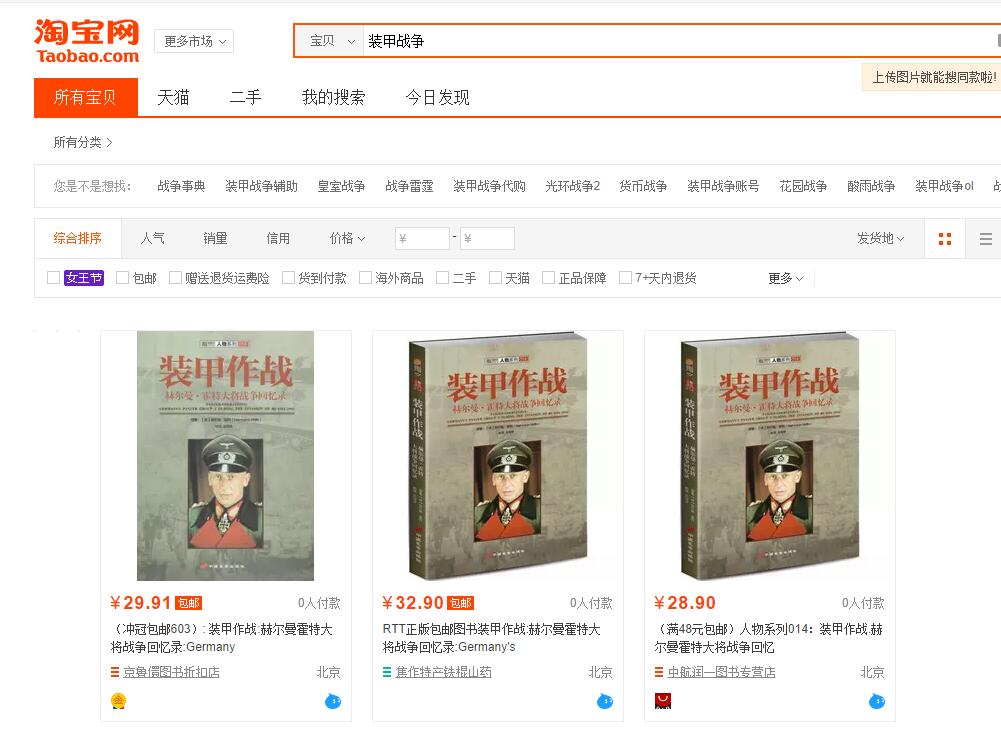 淘宝网
Taobao.com
更多市场
宝贝
装甲战争
上传图片就能搜同款啦!
所有宝贝
天猫
二手
我的搜索
今日发现
所有分类
您是不是想找：
战争事典
装甲战争辅助
皇室战争
战争雷霆
装甲战争代购
光环战争2
货币战争
装甲战争账号
花园战争
酸雨战争
装甲战争ol
综合排序
人气
销量
信用
价格
¥
-
¥
发货地
女王节
包邮
赠送退货运费险
货到付款
海外商品
二手
天猫
正品保障
7+天内退货
更多
装甲作战
赫尔曼·霍特大将战争回忆录
¥29.91
包邮
0人付款
（冲冠包邮603）: 装甲作战:赫尔曼霍特大
将战争回忆录:Germany
京鲁價图书折扣店
北京
装甲作战
赫尔曼·霍特大将战争回忆录
装甲作战
¥32.90
包邮
0人付款
RTT正版包邮图书装甲作战:赫尔曼霍特大
将战争回忆录:Germany's
焦作特产铁棍山药
北京
装甲作战
赫尔曼·霍特大将战争回忆录
装甲作战
¥28.90
0人付款
（满48元包邮）人物系列014：装甲作战.赫
尔曼霍特大将战争回忆
中航润一图书专营店
北京